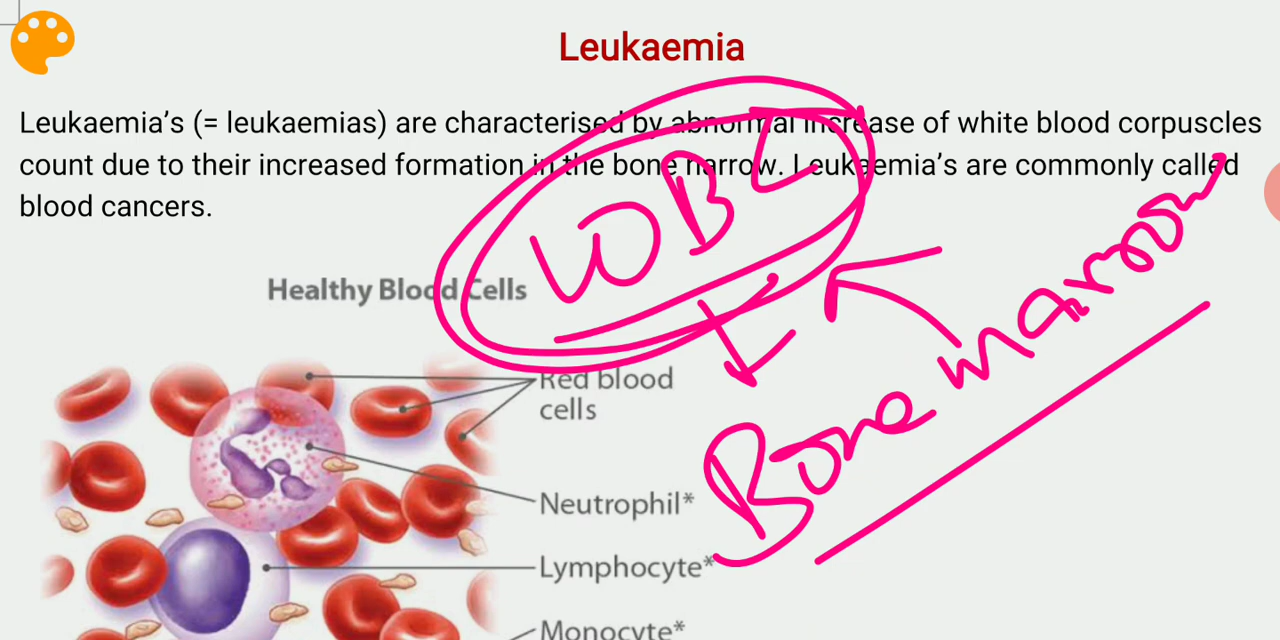 Leukaemia
Leukaemia's (= leukaemias) are characterised by abnormal increase of white blood corpuscles
count due to their increased formation in the bone narrow. Leukaemia's are commonly called
blood cancers.
WBC
Healthy Blood Cells
Red blood
cells
Bone marrow
Neutrophil*
Lymphocyte*
Monocyte*